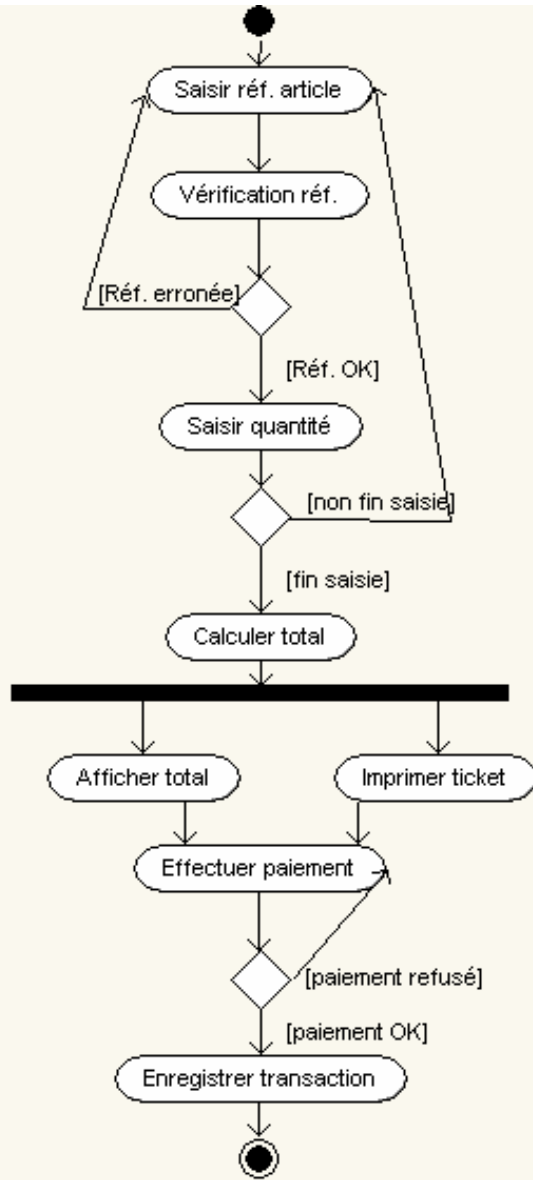 Saisir réf. article
Vérification réf.
[Réf. erronée]
[Réf. OK]
Saisir quantité
[non fin saisie]
[fin saisie]
Calculer total
Afficher total
Imprimer ticket
Effectuer paiement
[paiement refusé]
[paiement OK]
Enregistrer transaction